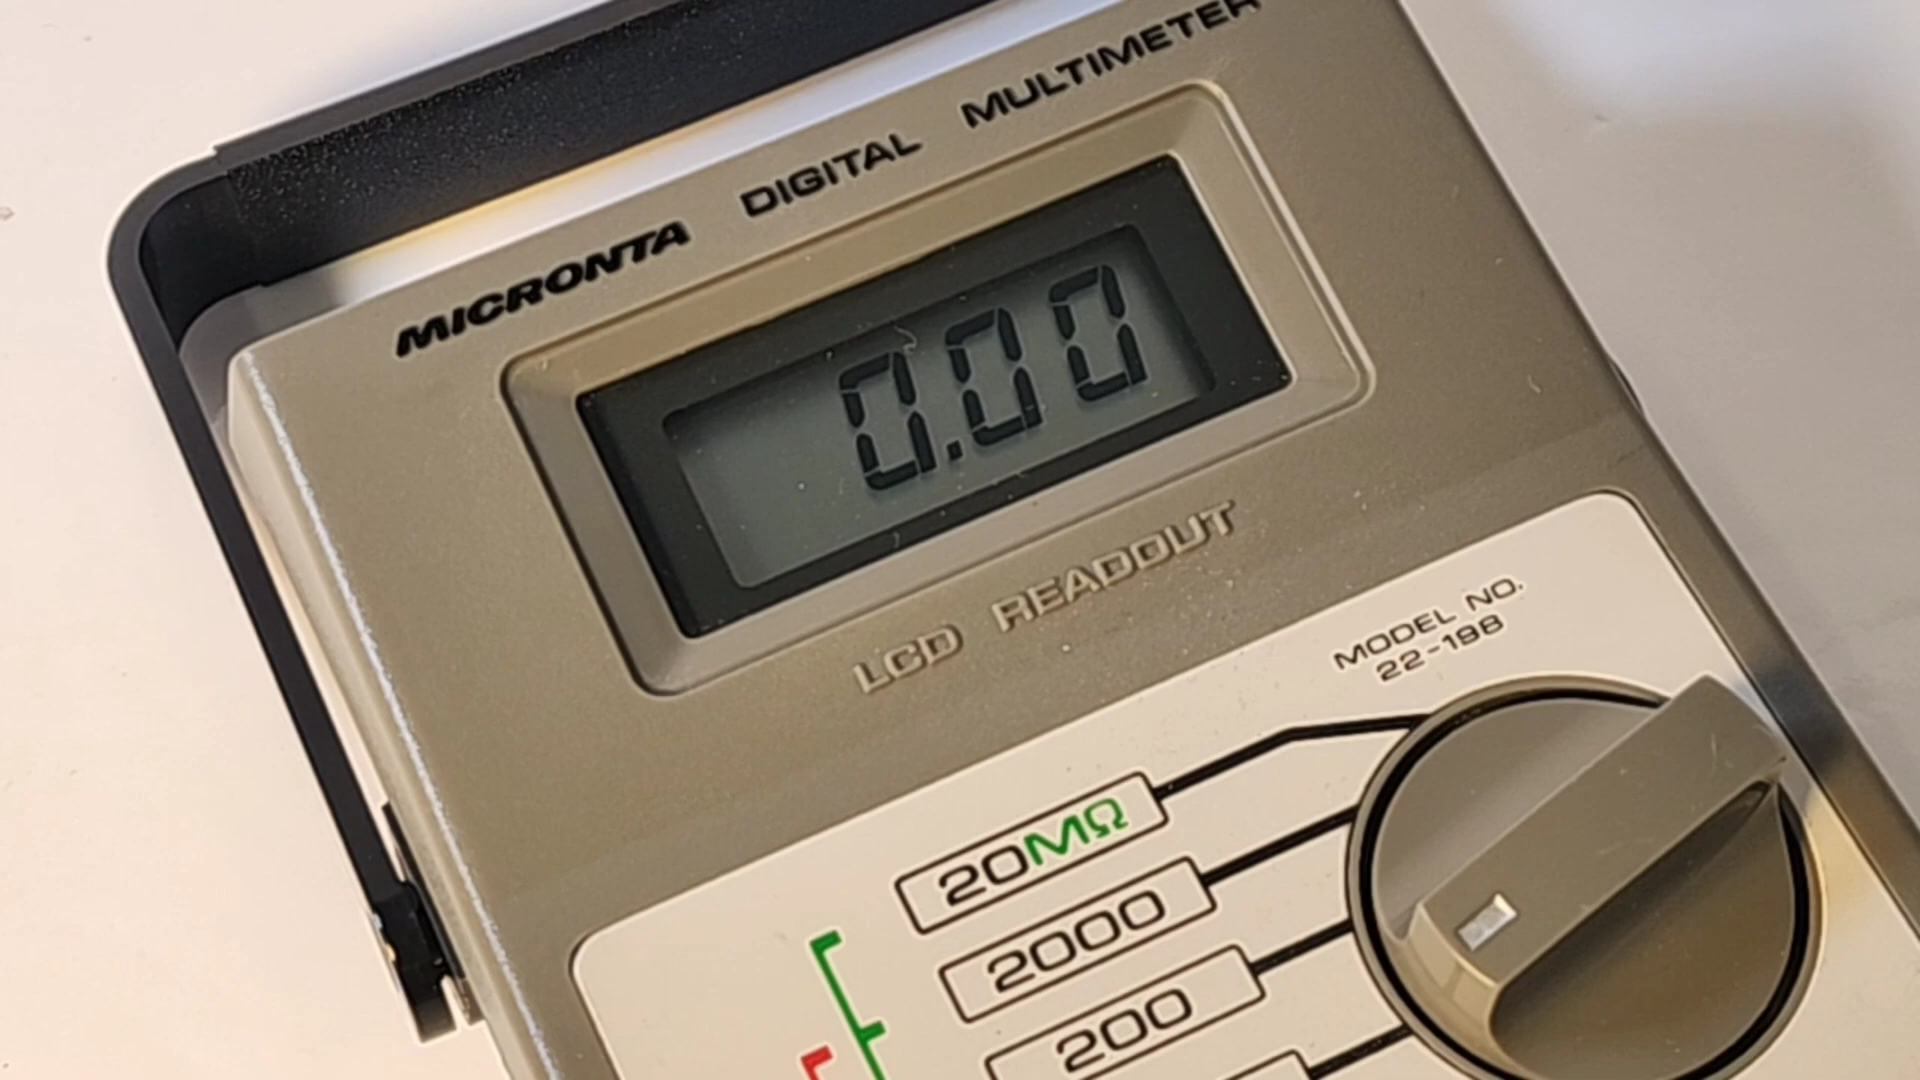 MICRONTA DIGITAL MULTIMETER
0.00
LCD READOUT
MODEL NO.
22-198
20MΩ
2000
200